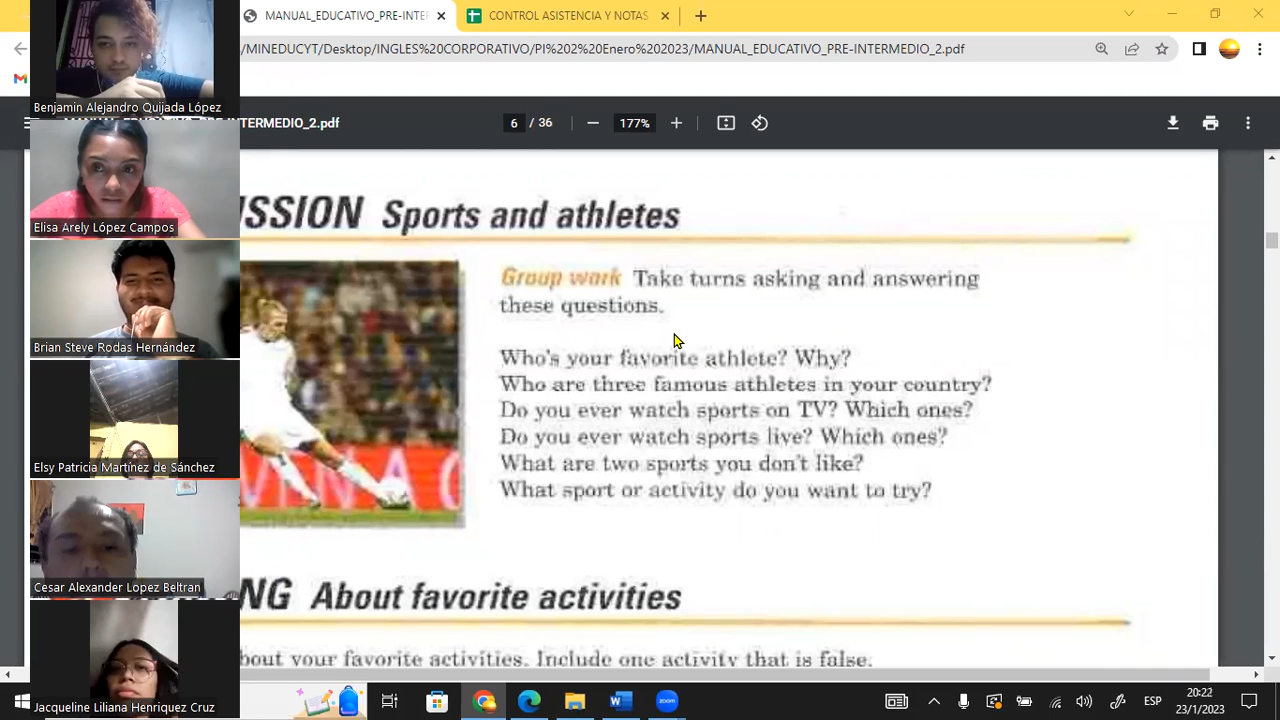 MANUAL_EDUCATIVO_PRE-INTER
CONTROL ASISTENCIA Y NOTAS
/MINEDUCYT/Desktop/INGLES%20CORPORATIVO/PI%202%20Enero%202023/MANUAL_EDUCATIVO_PRE-INTERMEDIO_2.pdf
INTERMEDIO_2.pdf
6 / 36
177%
Benjamin Alejandro Quijada López
Elisa Arely López Campos
Brian Steve Rodas Hernández
Elsy Patricia Martínez de Sánchez
Cesar Alexander Lopez Beltran
Jacqueline Liliana Henriquez Cruz
USSION Sports and athletes
Group work Take turns asking and answering
these questions.
Who's your favorite athlete? Why?
Who are three famous athletes in your country?
Do you ever watch sports on TV? Which ones?
Do you ever watch sports live? Which ones?
What are two sports you don't like?
What sport or activity do you want to try?
NG About favorite activities
bout your favorite activities. Include one activity that is false.
zoom
ESP
20:22
23/1/2023